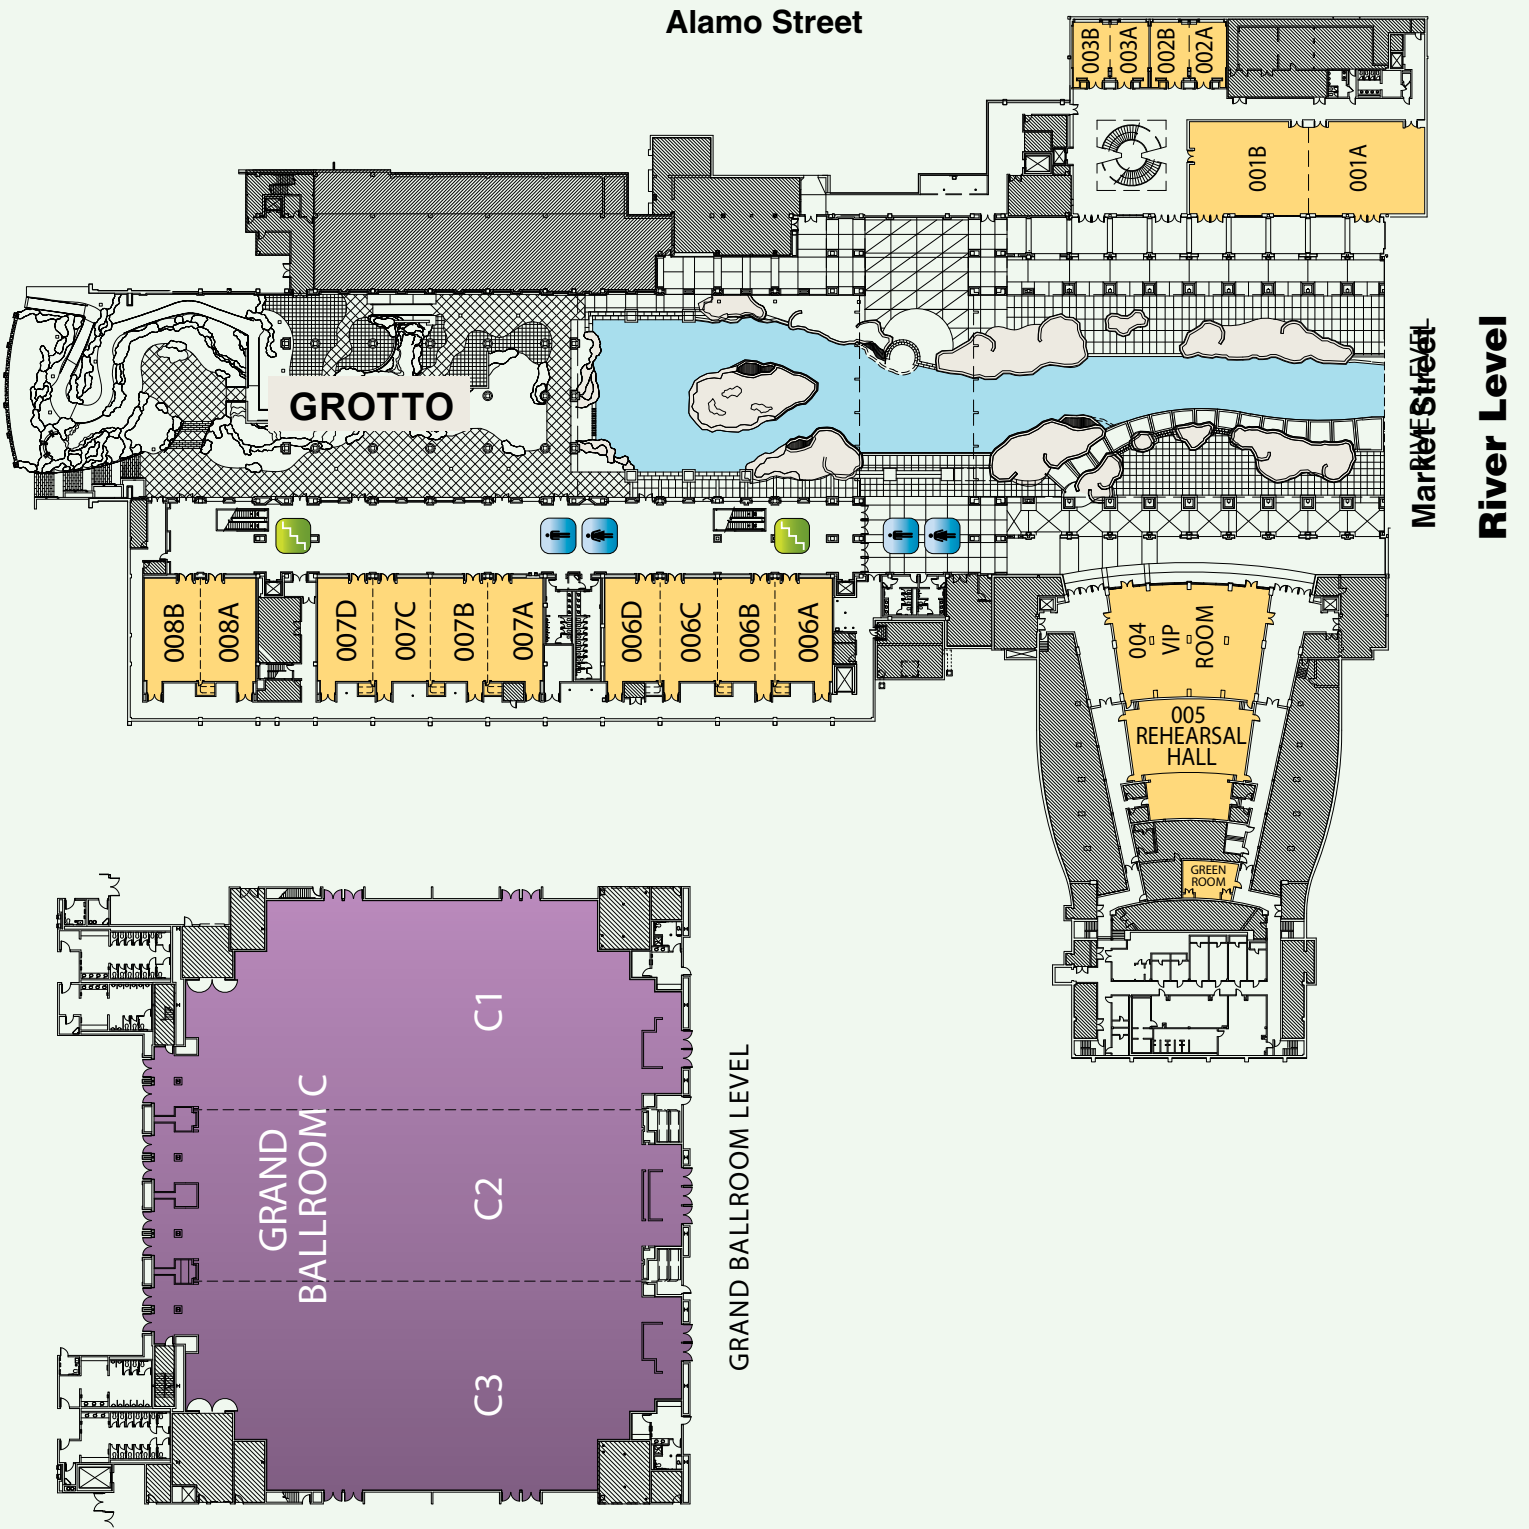 Alamo Street
003B
003A
002B
002A
001B
001A
GROTTO
RIVER LEVEL
Market Street
River Level
008B
008A
007D
007C
007B
007A
006D
006C
006B
006A
004
VIP
ROOM
005
REHEARSAL
HALL
GREEN
ROOM
C1
GRAND
BALLROOM C
C2
C3
GRAND BALLROOM LEVEL